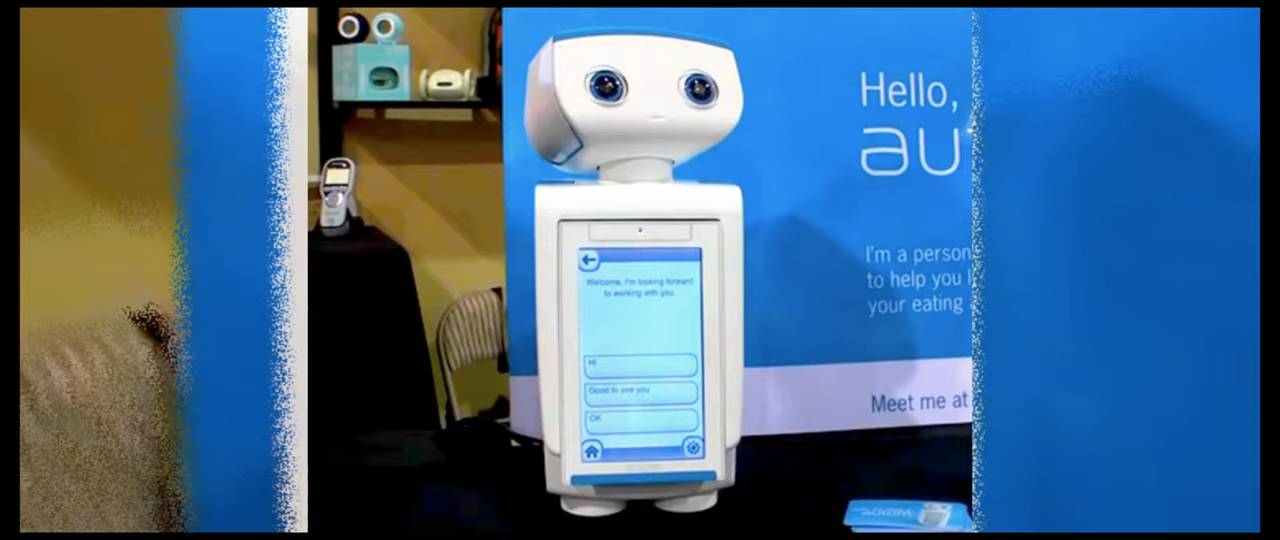 Hello,
au
I'm a person
to help you
your eating
Meet me at
Welcome, I'm looking forward
to working with you.
Hi
Good to see you
OK